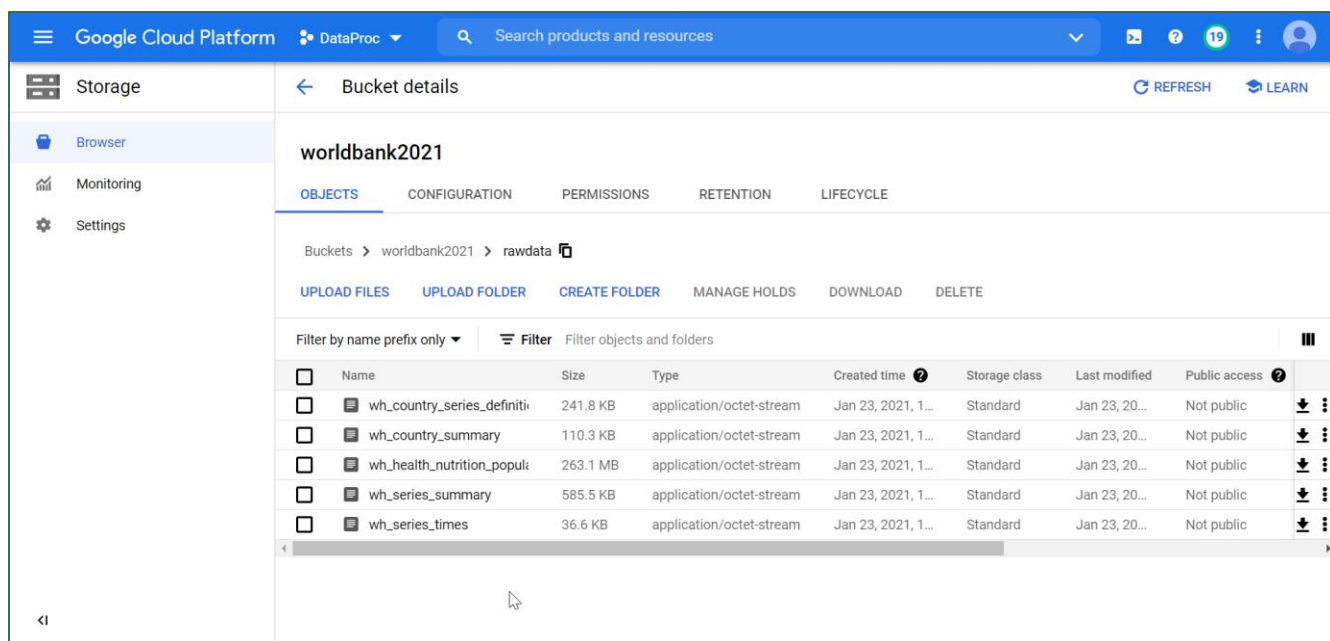 Google Cloud Platform DataProc Search products and resources 19
Storage
Bucket details
REFRESH LEARN
Browser
Monitoring
Settings
worldbank2021
OBJECTS CONFIGURATION PERMISSIONS RETENTION LIFECYCLE
Buckets > worldbank2021 > rawdata
UPLOAD FILES UPLOAD FOLDER CREATE FOLDER MANAGE HOLDS DOWNLOAD DELETE
Filter by name prefix only Filter Filter objects and folders
Name Size Type Created time Storage class Last modified Public access
wh_country_series_definiti 241.8 KB application/octet-stream Jan 23, 2021, 1... Standard Jan 23, 20... Not public
wh_country_summary 110.3 KB application/octet-stream Jan 23, 2021, 1... Standard Jan 23, 20... Not public
wh_health_nutrition_popula 263.1 MB application/octet-stream Jan 23, 2021, 1... Standard Jan 23, 20... Not public
wh_series_summary 585.5 KB application/octet-stream Jan 23, 2021, 1... Standard Jan 23, 20... Not public
wh_series_times 36.6 KB application/octet-stream Jan 23, 2021, 1... Standard Jan 23, 20... Not public